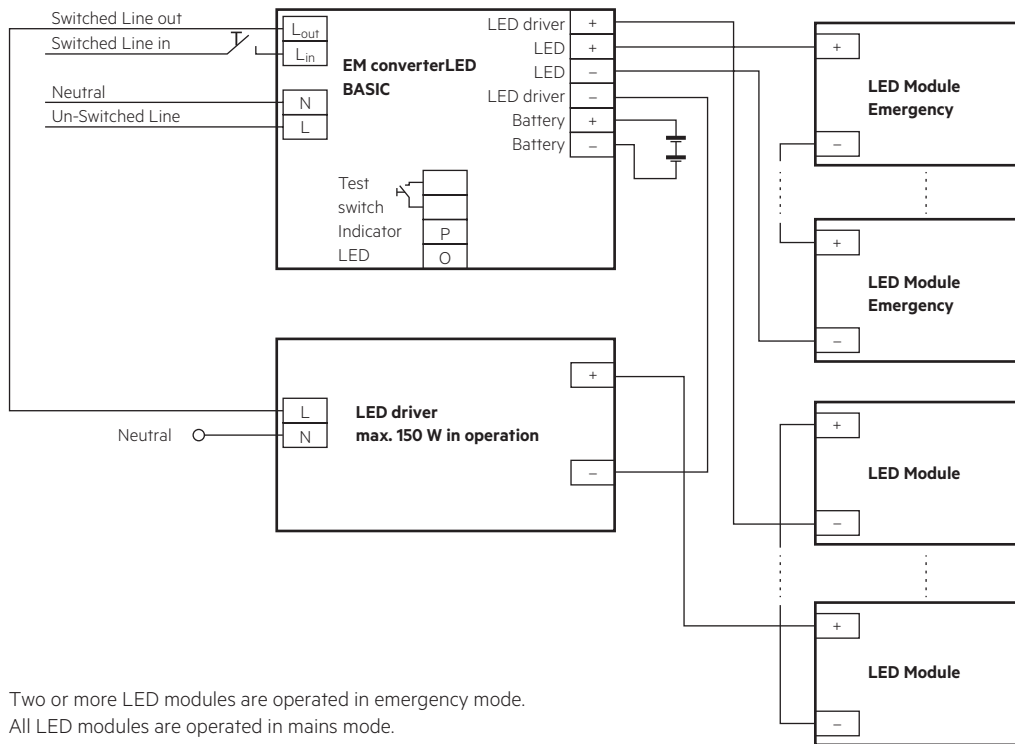 Switched Line out
Switched Line in
Neutral
Un-Switched Line
Lout
Lin
N
L
EM converterLED
BASIC
LED driver +
LED +
LED –
LED driver –
Battery +
Battery –
Test
switch
Indicator P
LED O
+
LED Module
Emergency
–
+
LED Module
Emergency
–
L
N
Neutral
LED driver
max. 150 W in operation
+
–
+
LED Module
–
+
LED Module
–
Two or more LED modules are operated in emergency mode.
All LED modules are operated in mains mode.